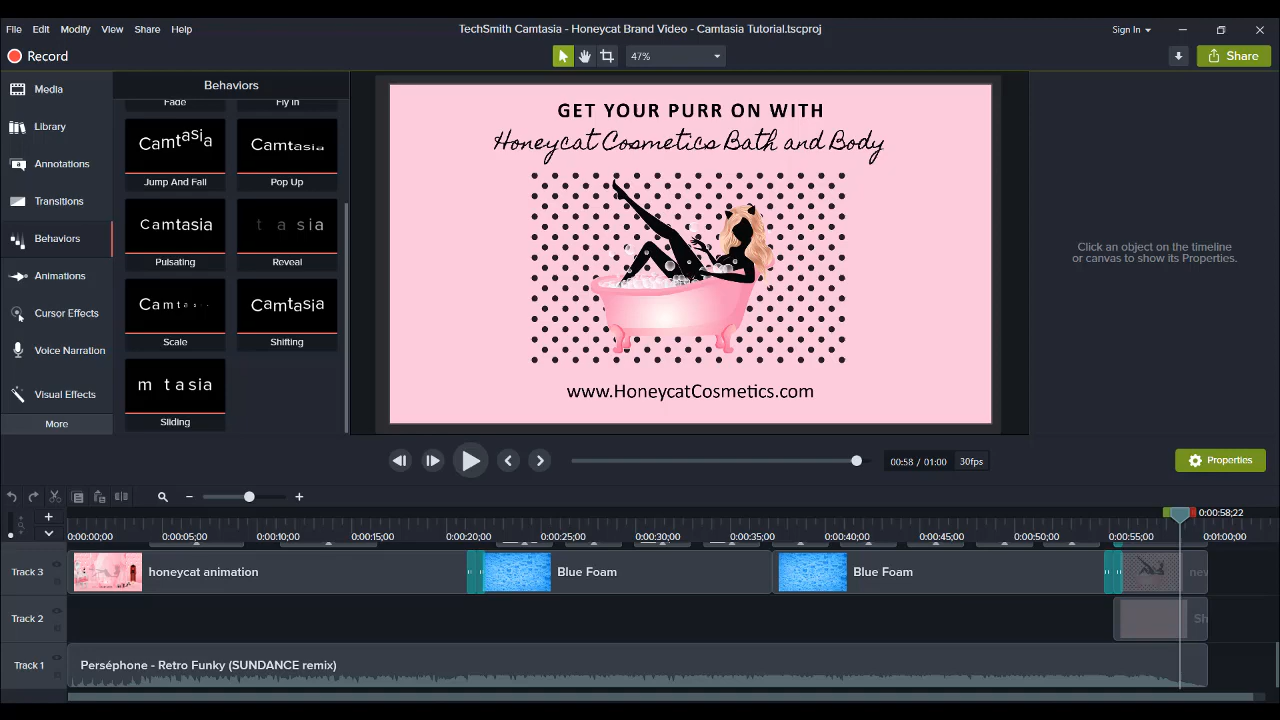 TechSmith Camtasia - Honeycat Brand Video - Camtasia Tutorial.tscproj
File Edit Modify View Share Help
Sign In
Record
47%
Share
Media
Library
Annotations
Transitions
Behaviors
Animations
Cursor Effects
Voice Narration
Visual Effects
More
Behaviors
Fade Fly In
Camtasia Camtasia
Jump And Fall Pop Up
Camtasia t a sia
Pulsating Reveal
Camtas Camtasia
Scale Shifting
m t a s i a
Sliding
GET YOUR PURR ON WITH
Honeycat Cosmetics Bath and Body
www.HoneycatCosmetics.com
Click an object on the timeline
or canvas to show its Properties.
00:58 / 01:00 30fps
Properties
0:00:58;22
0:00:00;00 0:00:05;00 0:00:10;00 0:00:15;00 0:00:20;00 0:00:25;00 0:00:30;00 0:00:35;00 0:00:40;00 0:00:45;00 0:00:50;00 0:00:55;00 0:01:00;00
Track 3 honeycat animation Blue Foam Blue Foam nev
Track 2 Sh
Track 1 Perséphone - Retro Funky (SUNDANCE remix)